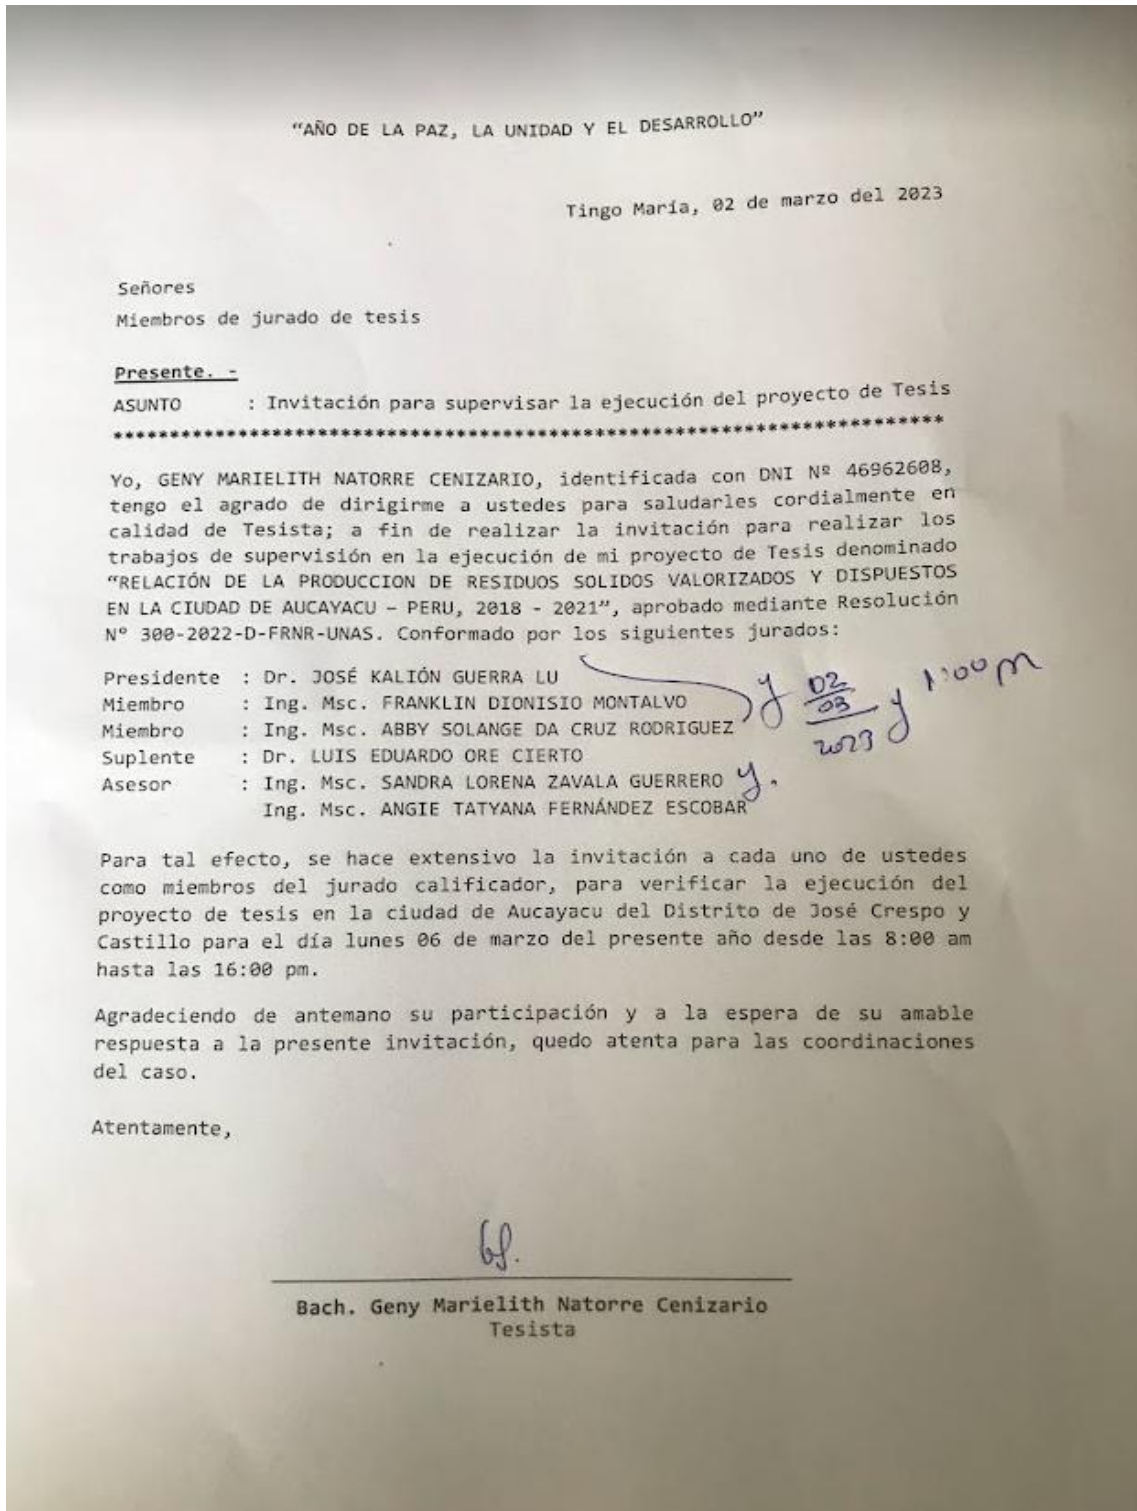 “AÑO DE LA PAZ, LA UNIDAD Y EL DESARROLLO”
Tingo María, 02 de marzo del 2023
Señores
Miembros de jurado de tesis
Presente. -
ASUNTO : Invitación para supervisar la ejecución del proyecto de Tesis
**************************************************************************
Yo, GENY MARIELITH NATORRE CENIZARIO, identificada con DNI Nº 46962608,
tengo el agrado de dirigirme a ustedes para saludarles cordialmente en
calidad de Tesista; a fin de realizar la invitación para realizar los
trabajos de supervisión en la ejecución de mi proyecto de Tesis denominado
“RELACIÓN DE LA PRODUCCION DE RESIDUOS SOLIDOS VALORIZADOS Y DISPUESTOS
EN LA CIUDAD DE AUCAYACU – PERU, 2018 - 2021”, aprobado mediante Resolución
N° 300-2022-D-FRNR-UNAS. Conformado por los siguientes jurados:
Presidente : Dr. JOSÉ KALIÓN GUERRA LU
Miembro : Ing. Msc. FRANKLIN DIONISIO MONTALVO
Miembro : Ing. Msc. ABBY SOLANGE DA CRUZ RODRIGUEZ
Suplente : Dr. LUIS EDUARDO ORE CIERTO
Asesor : Ing. Msc. SANDRA LORENA ZAVALA GUERRERO
Ing. Msc. ANGIE TATYANA FERNÁNDEZ ESCOBAR
y 02
03
2023 y 1:00 pm
y.
Para tal efecto, se hace extensivo la invitación a cada uno de ustedes
como miembros del jurado calificador, para verificar la ejecución del
proyecto de tesis en la ciudad de Aucayacu del Distrito de José Crespo y
Castillo para el día lunes 06 de marzo del presente año desde las 8:00 am
hasta las 16:00 pm.
Agradeciendo de antemano su participación y a la espera de su amable
respuesta a la presente invitación, quedo atenta para las coordinaciones
del caso.
Atentamente,
Bach. Geny Marielith Natorre Cenizario
Tesista